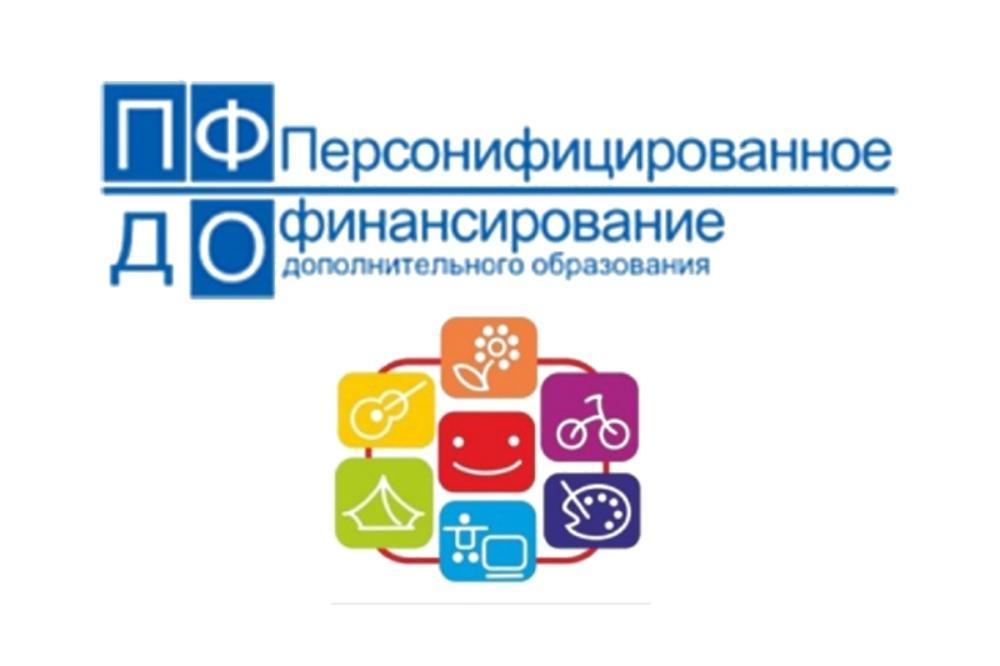 ПФ Персонифицированное
ДО финансирование
дополнительного образования